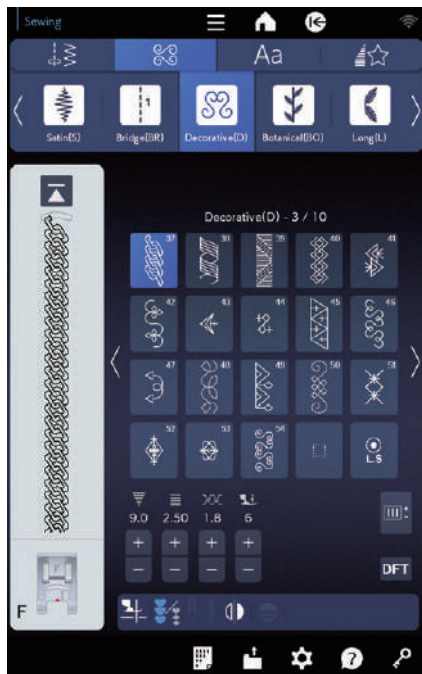 Sewing
Aa
Satin(S) Bridge(BR) Decorative(D) Botanical(BO) Long(L)
1
Decorative(D) - 3 / 10
37 38 39 40 41
42 43 44 45 46
47 48 49 50 51
52 53 54
L.S
9.0 2.50 1.8 6
+ + + +
− − − −
DFT
F